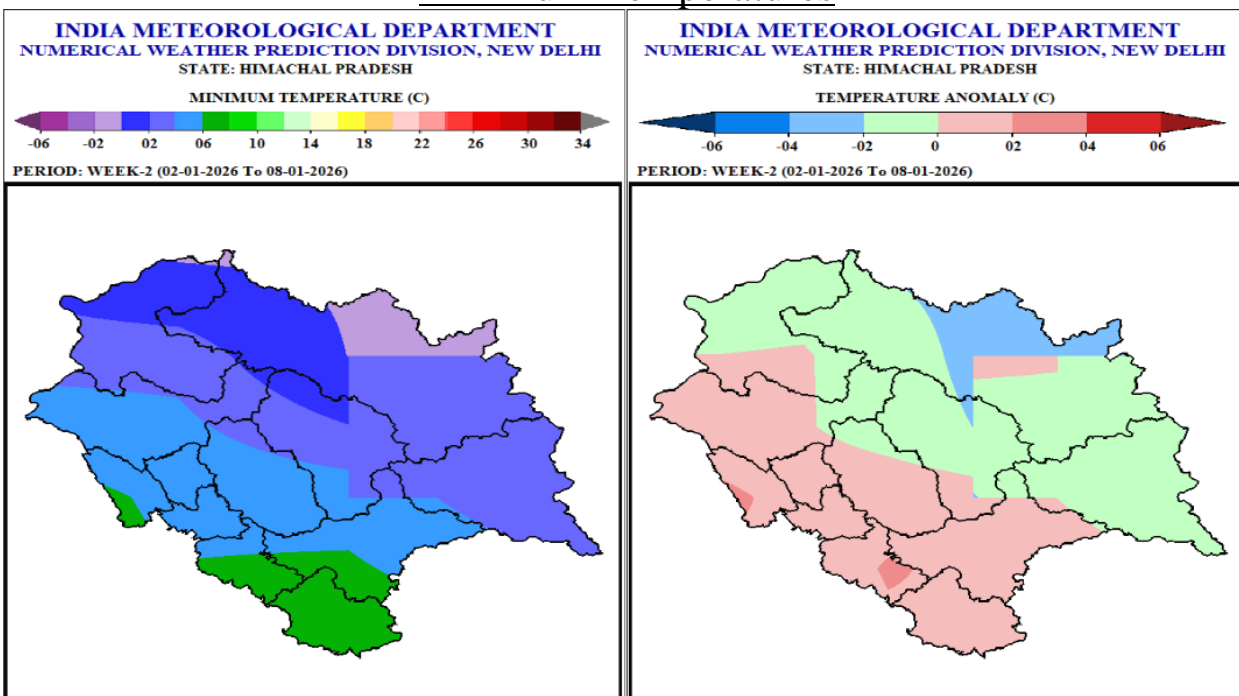 INDIA METEOROLOGICAL DEPARTMENT
NUMERICAL WEATHER PREDICTION DIVISION, NEW DELHI
STATE: HIMACHAL PRADESH
MINIMUM TEMPERATURE (C)
-06 -02 02 06 10 14 18 22 26 30 34
PERIOD: WEEK-2 (02-01-2026 To 08-01-2026)
INDIA METEOROLOGICAL DEPARTMENT
NUMERICAL WEATHER PREDICTION DIVISION, NEW DELHI
STATE: HIMACHAL PRADESH
TEMPERATURE ANOMALY (C)
-06 -04 -02 0 02 04 06
PERIOD: WEEK-2 (02-01-2026 To 08-01-2026)